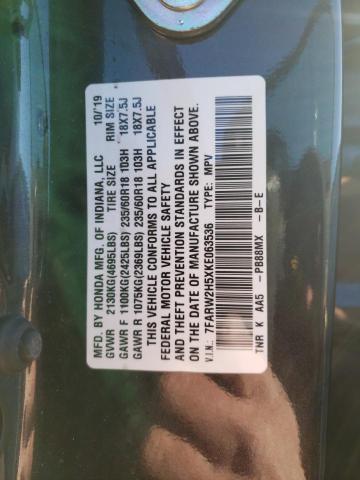 MFD. BY HONDA MFG. OF INDIANA, LLC 10/'19
GVWR 2130KG(4695LBS) TIRE SIZE RIM SIZE
GAWR F 1100KG(2425LBS) 235/60R18 103H 18X7.5J
GAWR R 1075KG(2369LBS) 235/60R18 103H 18X7.5J
THIS VEHICLE CONFORMS TO ALL APPLICABLE
FEDERAL MOTOR VEHICLE SAFETY
AND THEFT PREVENTION STANDARDS IN EFFECT
ON THE DATE OF MANUFACTURE SHOWN ABOVE.
V.I.N.: 7FARW2H5XKE063536 TYPE: MPV
TNR K AA5 -PB88MX -B-E